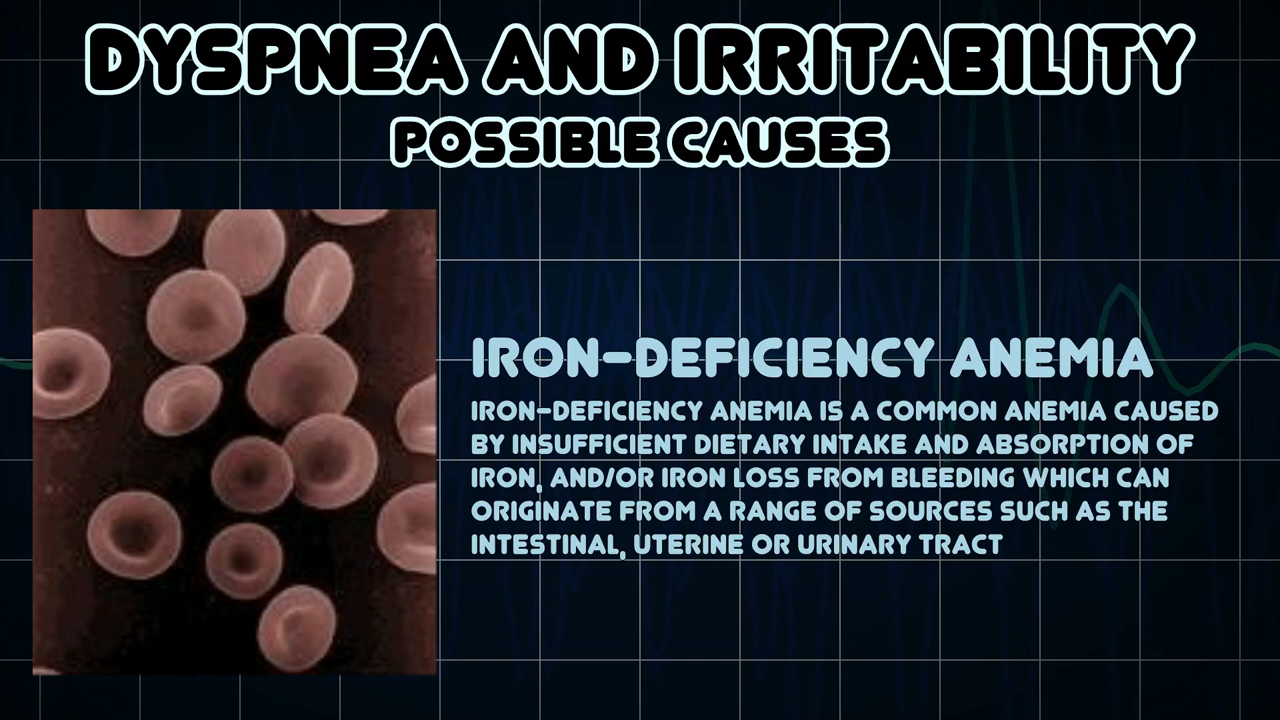 DYSPNEA AND IRRITABILITY
POSSIBLE CAUSES
IRON-DEFICIENCY ANEMIA
IRON-DEFICIENCY ANEMIA IS A COMMON ANEMIA CAUSED
BY INSUFFICIENT DIETARY INTAKE AND ABSORPTION OF
IRON, AND/OR IRON LOSS FROM BLEEDING WHICH CAN
ORIGINATE FROM A RANGE OF SOURCES SUCH AS THE
INTESTINAL, UTERINE OR URINARY TRACT